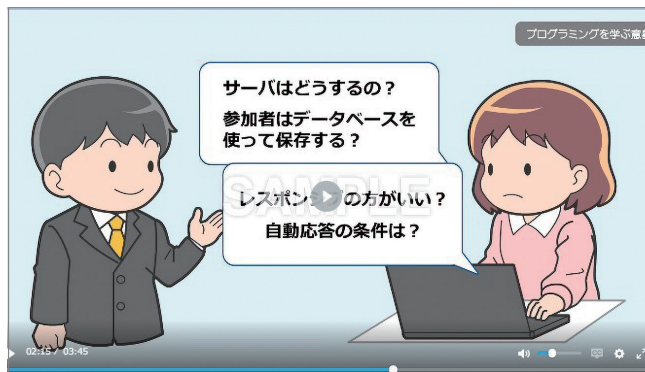 プログラミングを学ぶ意義
サーバはどうするの？
参加者はデータベースを
使って保存する？
レスポンシブの方がいい？
自動応答の条件は？
SAMPLE
02:15 / 03:45